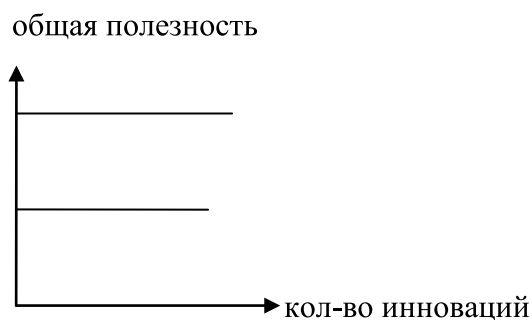 общая полезность
кол-во инноваций